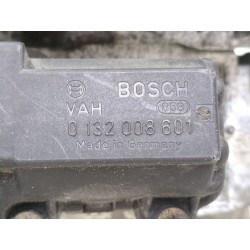 BOSCH
VAH
0 132 008 601
Made in Germany